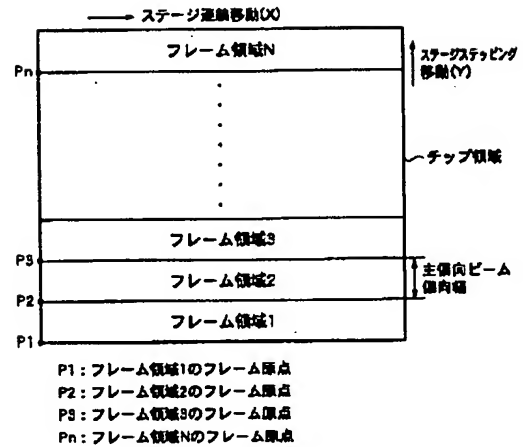 ステージ連続移動(X)
フレーム領域N
ステージステッピング
移動(Y)
Pn
チップ領域
フレーム領域3
P3
主偏向ビーム
偏向幅
フレーム領域2
P2
フレーム領域1
P1
P1：フレーム領域1のフレーム原点
P2：フレーム領域2のフレーム原点
P3：フレーム領域3のフレーム原点
Pn：フレーム領域Nのフレーム原点